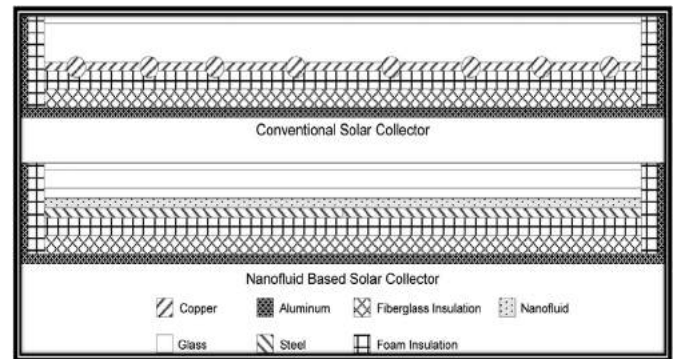 Conventional Solar Collector
Nanofluid Based Solar Collector
Copper Aluminum Fiberglass Insulation Nanofluid
Glass Steel Foam Insulation